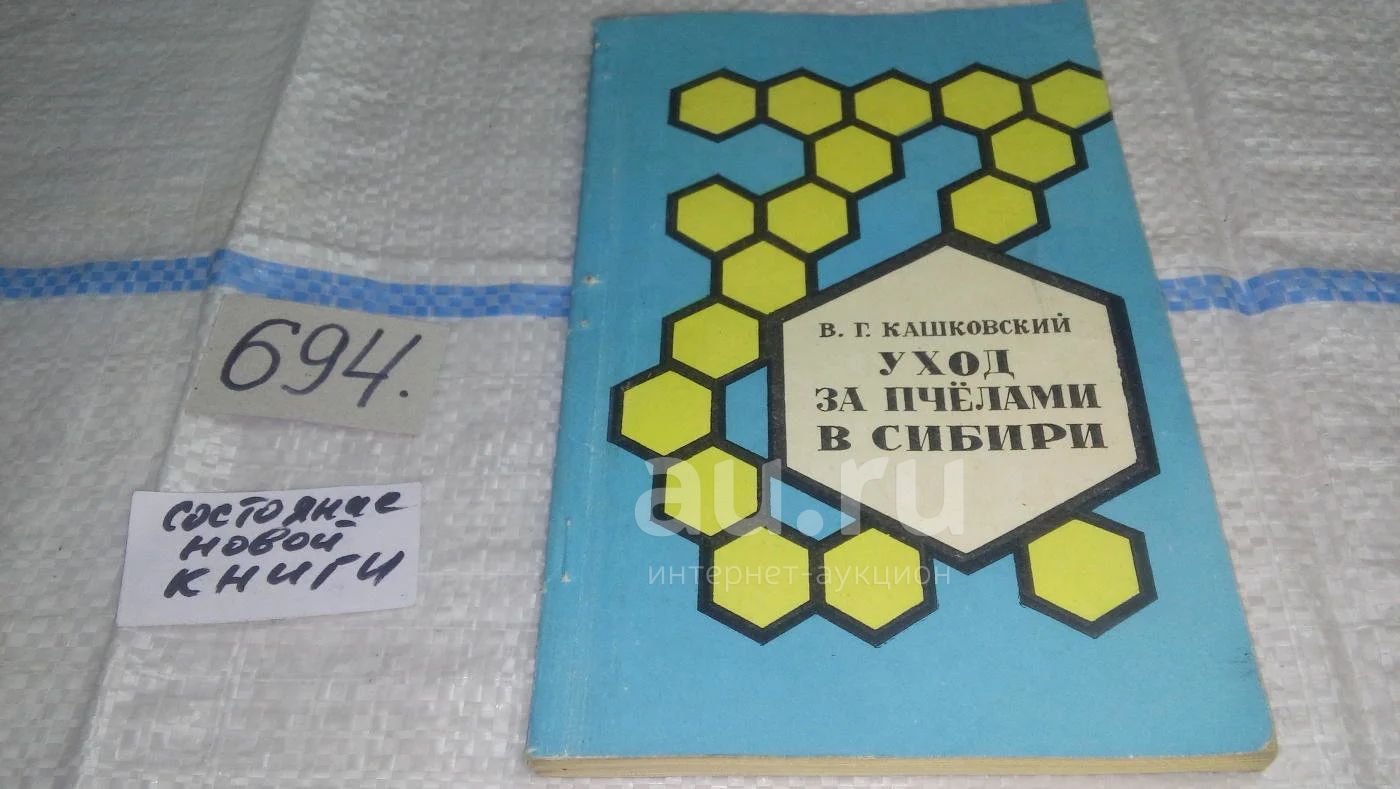 694.
состояние
новой
книги
В. Г. КАШКОВСКИЙ
УХОД
ЗА ПЧЁЛАМИ
В СИБИРИ
au.ru
интернет-аукцион